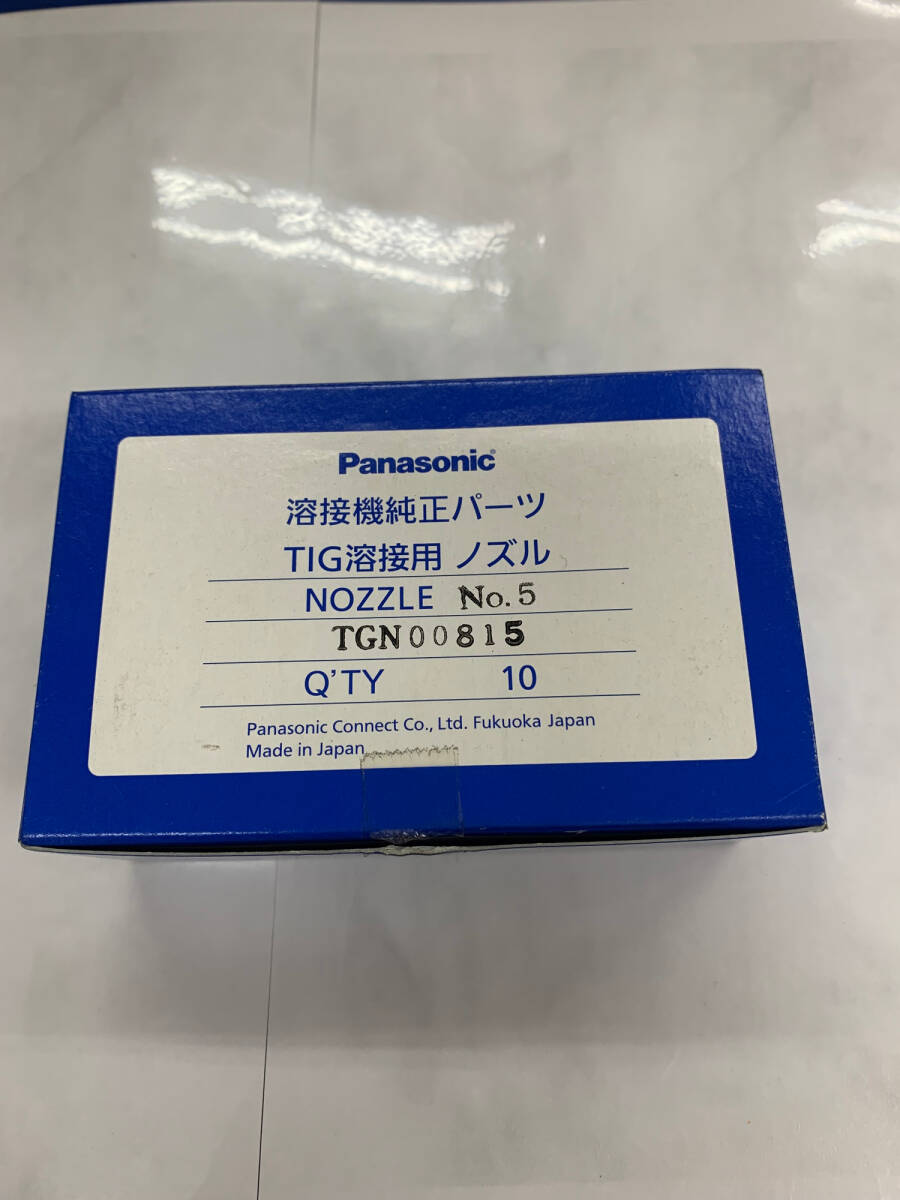 Panasonic
溶接機純正パーツ
TIG溶接用 ノズル
NOZZLE No.5
TGN00815
Q'TY 10
Panasonic Connect Co., Ltd. Fukuoka Japan
Made in Japan